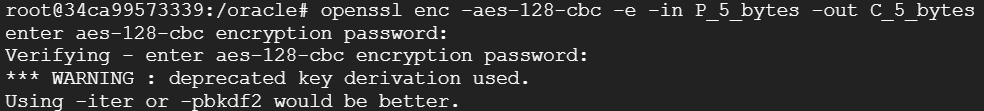 root@34ca99573339:/oracle# openssl enc -aes-128-cbc -e -in P_5_bytes -out C_5_bytes
enter aes-128-cbc encryption password:
Verifying - enter aes-128-cbc encryption password:
*** WARNING : deprecated key derivation used.
Using -iter or -pbkdf2 would be better.